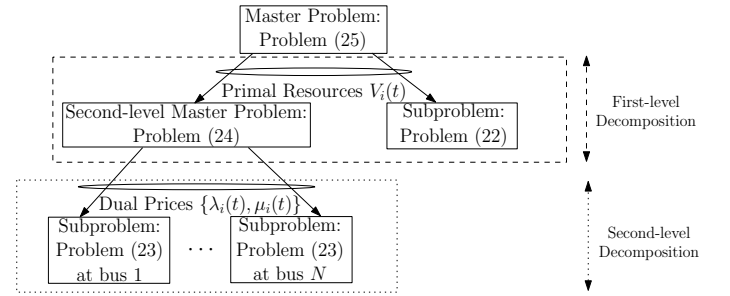 Master Problem:
Problem (25)
Primal Resources V_i(t)
Second-level Master Problem:
Problem (24)
Subproblem:
Problem (22)
First-level
Decomposition
Dual Prices {λ_i(t), μ_i(t)}
Subproblem:
Problem (23)
at bus 1
...
Subproblem:
Problem (23)
at bus N
Second-level
Decomposition